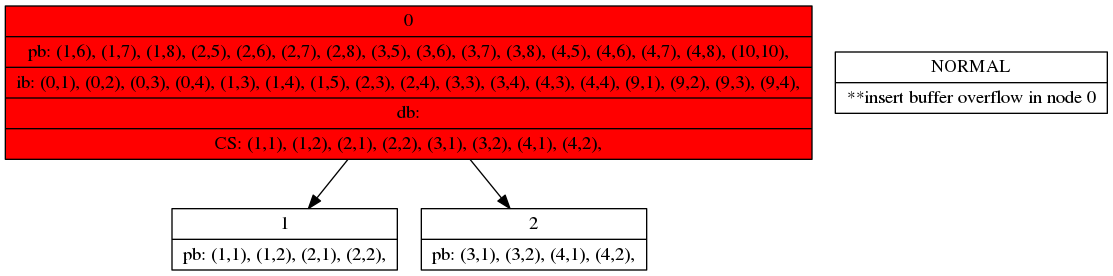 0
pb: (1,6), (1,7), (1,8), (2,5), (2,6), (2,7), (2,8), (3,5), (3,6), (3,7), (3,8), (4,5), (4,6), (4,7), (4,8), (10,10),
ib: (0,1), (0,2), (0,3), (0,4), (1,3), (1,4), (1,5), (2,3), (2,4), (3,3), (3,4), (4,3), (4,4), (9,1), (9,2), (9,3), (9,4),
db:
CS: (1,1), (1,2), (2,1), (2,2), (3,1), (3,2), (4,1), (4,2),
NORMAL
**insert buffer overflow in node 0
1
pb: (1,1), (1,2), (2,1), (2,2),
2
pb: (3,1), (3,2), (4,1), (4,2),